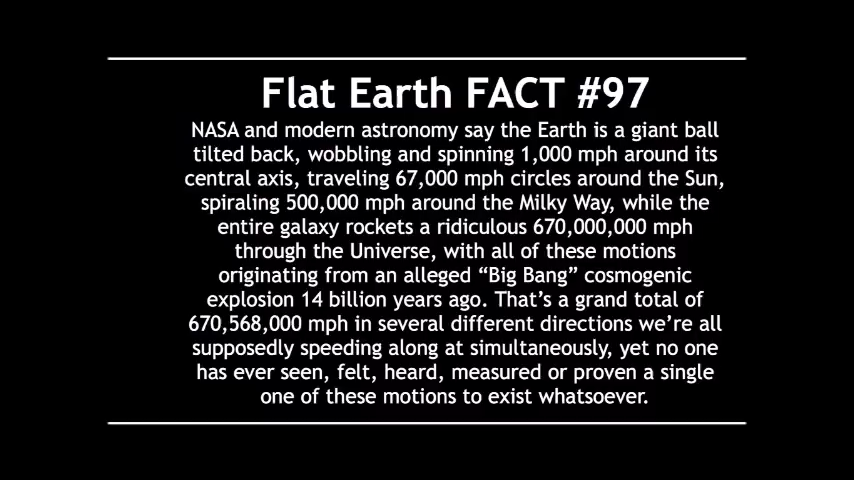 Flat Earth FACT #97
NASA and modern astronomy say the Earth is a giant ball
tilted back, wobbling and spinning 1,000 mph around its
central axis, traveling 67,000 mph circles around the Sun,
spiraling 500,000 mph around the Milky Way, while the
entire galaxy rockets a ridiculous 670,000,000 mph
through the Universe, with all of these motions
originating from an alleged “Big Bang” cosmogenic
explosion 14 billion years ago. That’s a grand total of
670,568,000 mph in several different directions we’re all
supposedly speeding along at simultaneously, yet no one
has ever seen, felt, heard, measured or proven a single
one of these motions to exist whatsoever.